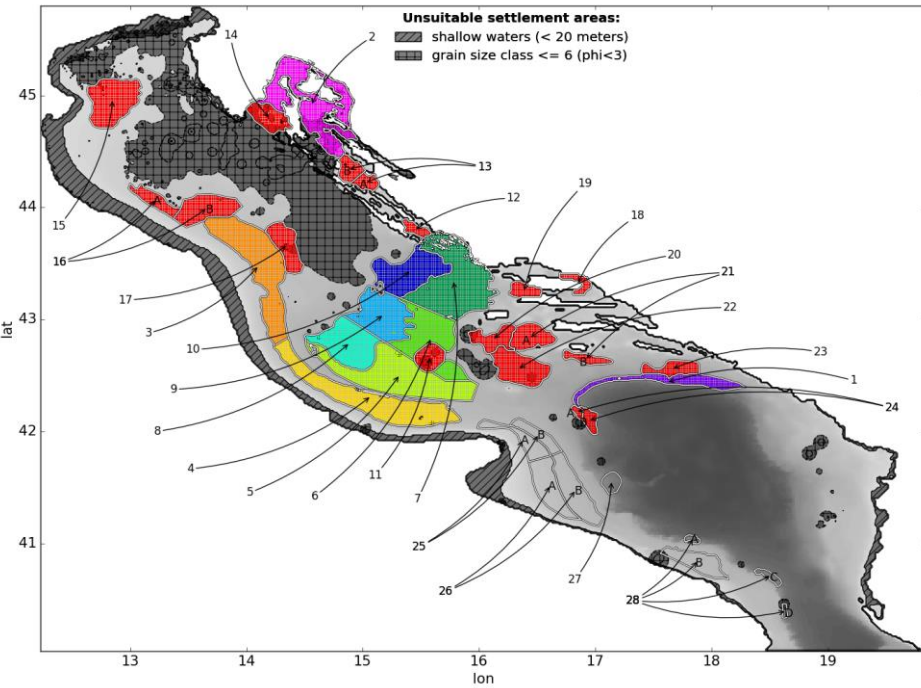 Unsuitable settlement areas:
shallow waters (< 20 meters)
grain size class <= 6 (phi<3)
14
2
45
13
B
A
19
12
18
44
A
B
15
16
20
21
17
22
3
A
43
10
23
B
1
9
8
24
A
42
4
A
B
5
6
11
7
A
B
25
41
A
27
B
26
C
28
D
lat
13
14
15
16
17
18
19
lon